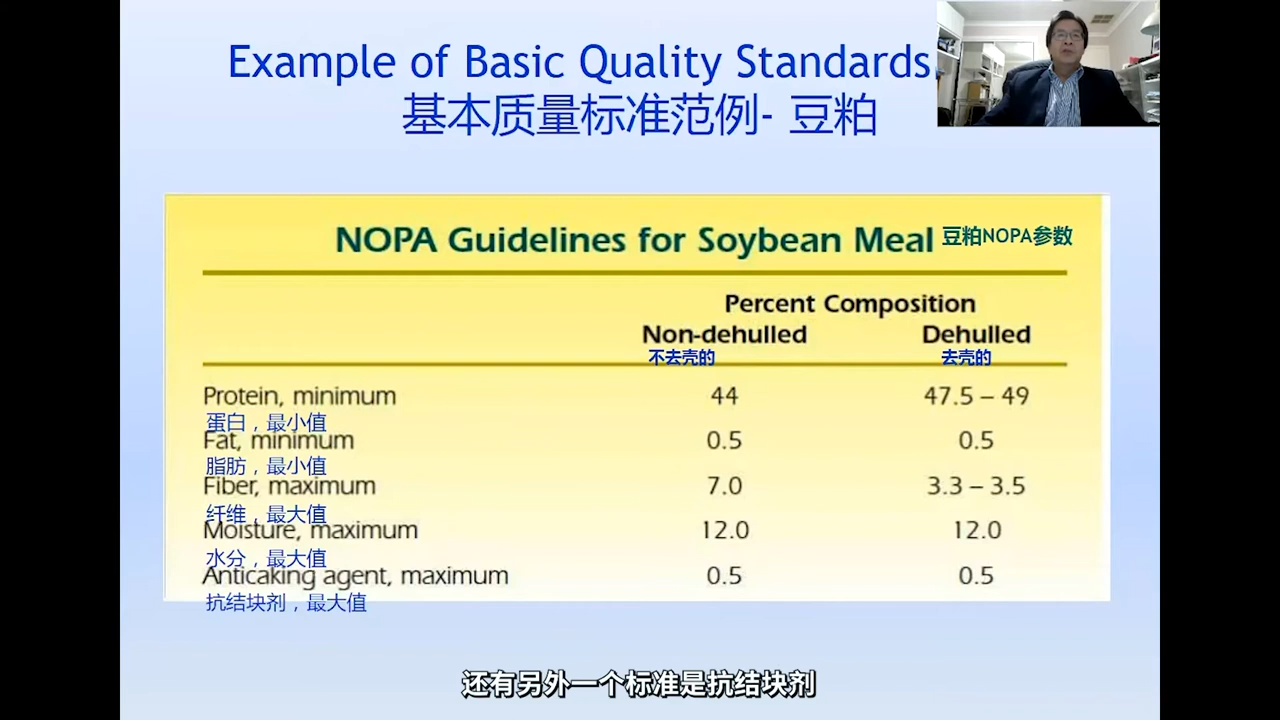 Example of Basic Quality Standards
基本质量标准范例- 豆粕
NOPA Guidelines for Soybean Meal 豆粕NOPA参数
Percent Composition
Non-dehulled Dehulled
不去壳的 去壳的
Protein, minimum 44 47.5 – 49
蛋白，最小值
Fat, minimum 0.5 0.5
脂肪，最小值
Fiber, maximum 7.0 3.3 – 3.5
纤维，最大值
Moisture, maximum 12.0 12.0
水分，最大值
Anticaking agent, maximum 0.5 0.5
抗结块剂，最大值
还有另外一个标准是抗结块剂